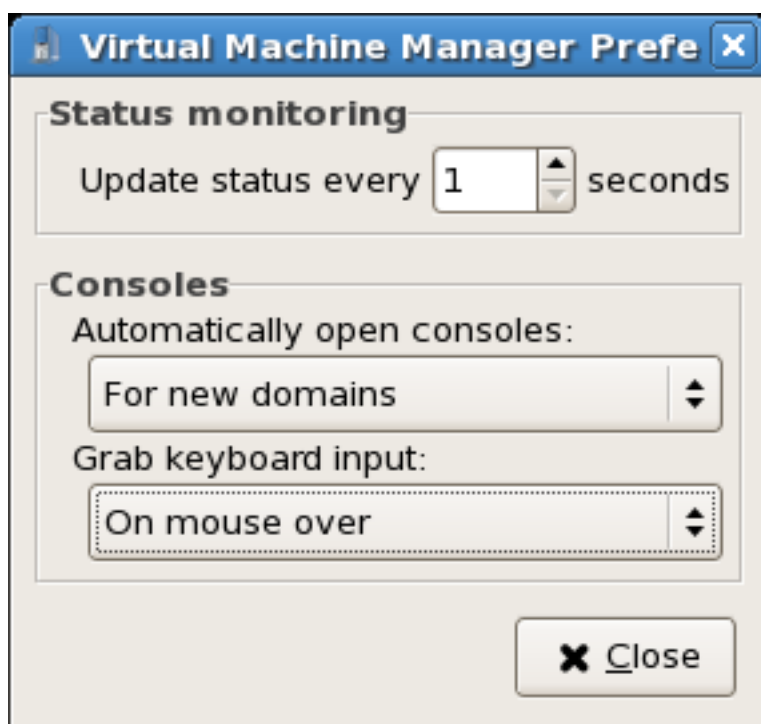 Virtual Machine Manager Prefe
Status monitoring
Update status every 1 seconds
Consoles
Automatically open consoles:
For new domains
Grab keyboard input:
On mouse over
Close